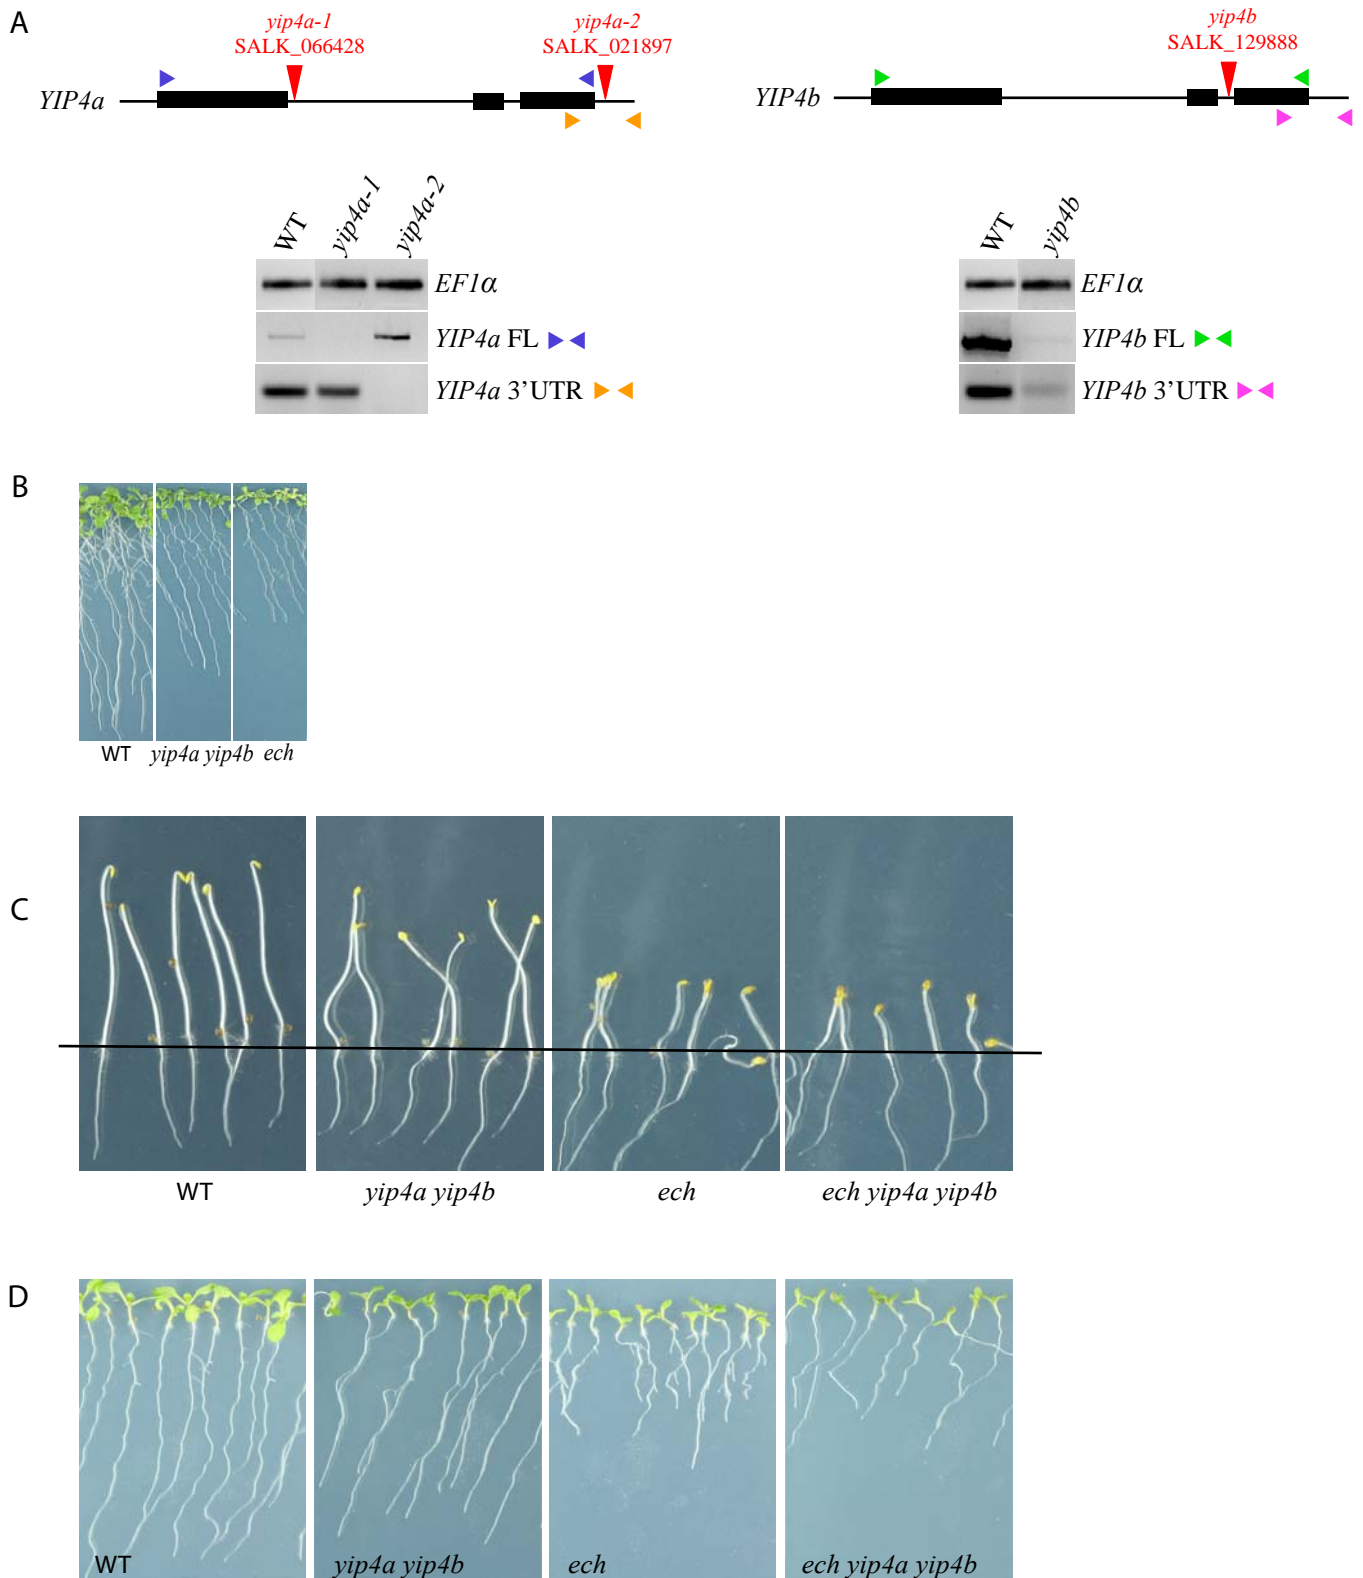 A
yip4a-1
SALK_066428
yip4a-2
SALK_021897
yip4b
SALK_129888
YIP4a
YIP4b
WT
yip4a-1
yip4a-2
WT
yip4b
EF1α
EF1α
YIP4a FL
YIP4b FL
YIP4a 3’UTR
YIP4b 3’UTR
B
WT
yip4a yip4b
ech
C
WT
yip4a yip4b
ech
ech yip4a yip4b
D
WT
yip4a yip4b
ech
ech yip4a yip4b